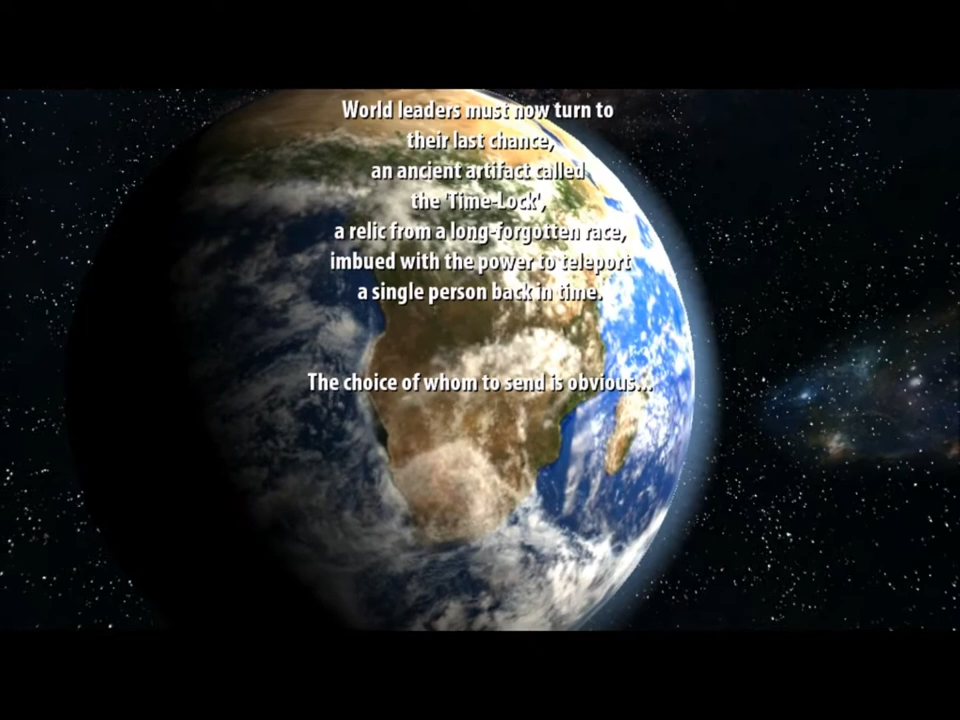 World leaders must now turn to
their last chance,
an ancient artifact called
the 'Time-Lock',
a relic from a long-forgotten race,
imbued with the power to teleport
a single person back in time.
The choice of whom to send is obvious...